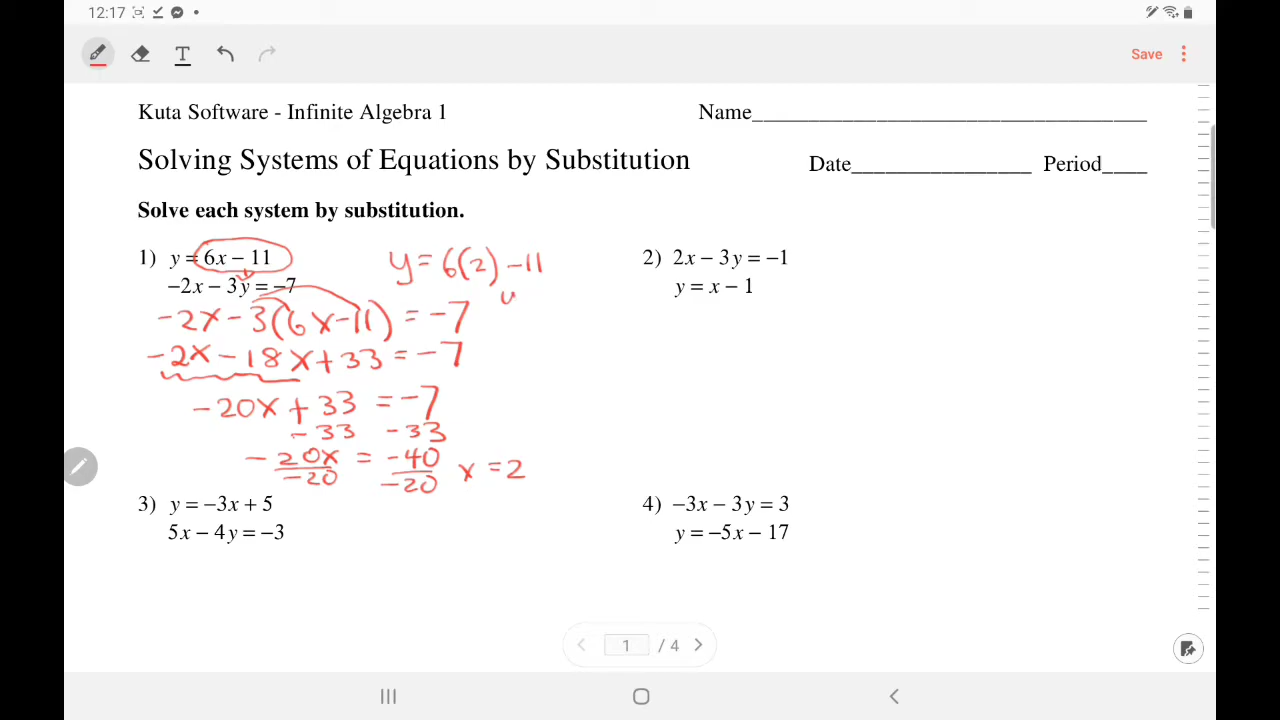 12:17
Save
Kuta Software - Infinite Algebra 1 Name___________________________________
Solving Systems of Equations by Substitution Date________________ Period____
Solve each system by substitution.
1) y = 6x − 11
−2x − 3y = −7
y = 6(2) - 11
-2x - 3(6x - 11) = -7
-2x - 18x + 33 = -7
-20x + 33 = -7
-33 -33
-20x = -40 x = 2
-20 -20
2) 2x − 3y = −1
y = x − 1
3) y = −3x + 5
5x − 4y = −3
4) −3x − 3y = 3
y = −5x − 17
1 / 4